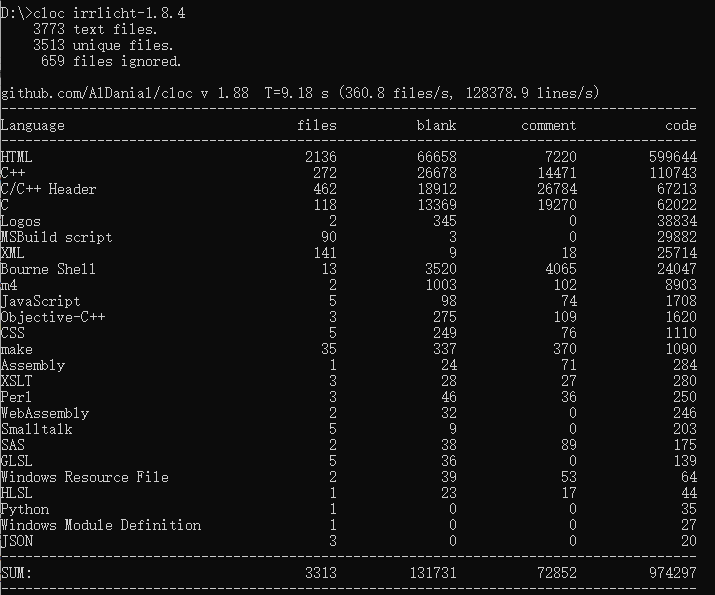 D:\>cloc irrlicht-1.8.4
3773 text files.
3513 unique files.
659 files ignored.
github.com/AlDanial/cloc v 1.88 T=9.18 s (360.8 files/s, 128378.9 lines/s)
-------------------------------------------------------------------------------
Language files blank comment code
-------------------------------------------------------------------------------
HTML 2136 66658 7220 599644
C++ 272 26678 14471 110743
C/C++ Header 462 18912 26784 67213
C 118 13369 19270 62022
Logos 2 345 0 38834
MSBuild script 90 3 0 29882
XML 141 9 18 25714
Bourne Shell 13 3520 4065 24047
m4 2 1003 102 8903
JavaScript 5 98 74 1708
Objective-C++ 3 275 109 1620
CSS 5 249 76 1110
make 35 337 370 1090
Assembly 1 24 71 284
XSLT 3 28 27 280
Perl 3 46 36 250
WebAssembly 2 32 0 246
Smalltalk 5 9 0 203
SAS 2 38 89 175
GLSL 5 36 0 139
Windows Resource File 2 39 53 64
HLSL 1 23 17 44
Python 1 0 0 35
Windows Module Definition 1 0 0 27
JSON 3 0 0 20
-------------------------------------------------------------------------------
SUM: 3313 131731 72852 974297
-------------------------------------------------------------------------------